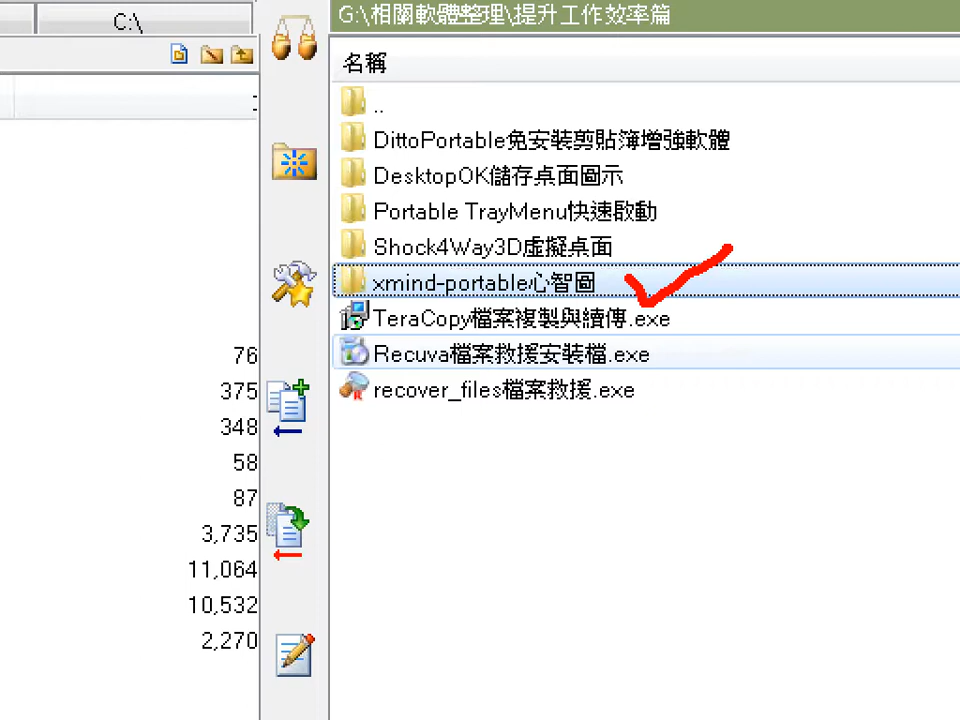 C:\
G:\相關軟體整理\提升工作效率篇
名稱
..
DittoPortable免安裝剪貼簿增強軟體
DesktopOK儲存桌面圖示
Portable TrayMenu快速啟動
Shock4Way3D虛擬桌面
xmind-portable心智圖
TeraCopy檔案複製與續傳.exe
Recuva檔案救援安裝檔.exe
recover_files檔案救援.exe
76
375
348
58
87
3,735
11,064
10,532
2,270